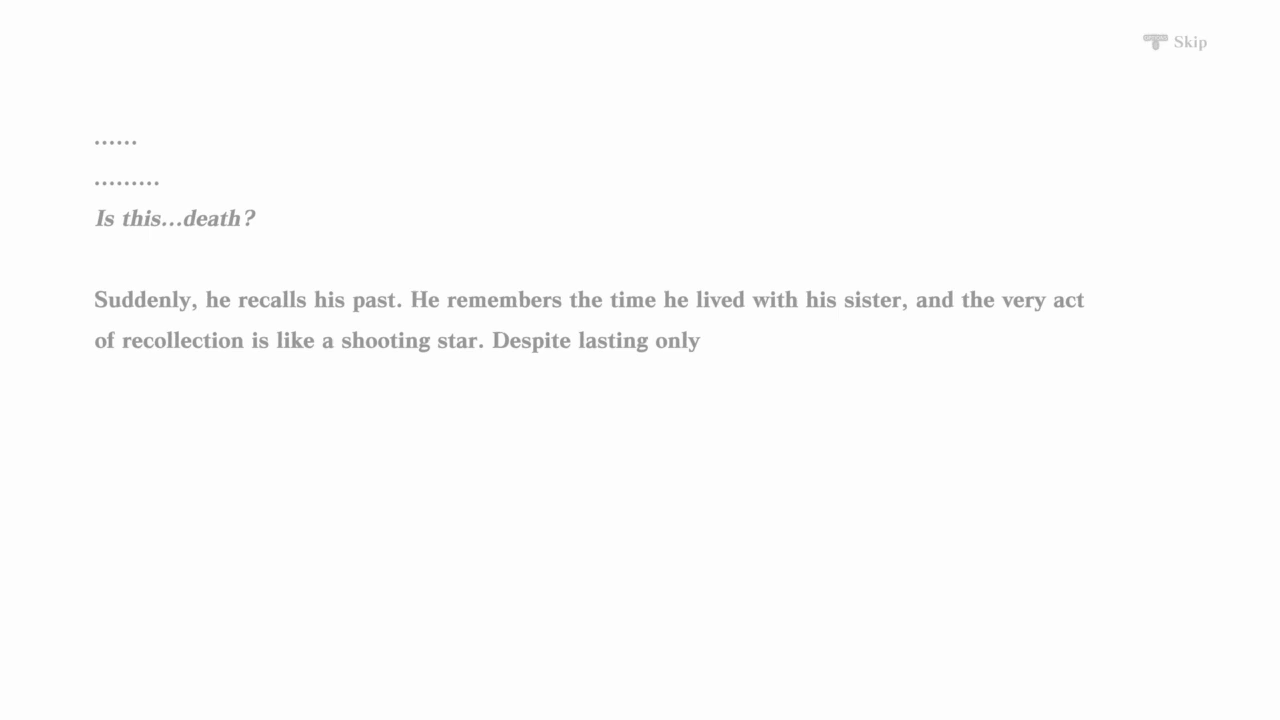 Skip
......
.........
Is this...death?
Suddenly, he recalls his past. He remembers the time he lived with his sister, and the very act
of recollection is like a shooting star. Despite lasting only